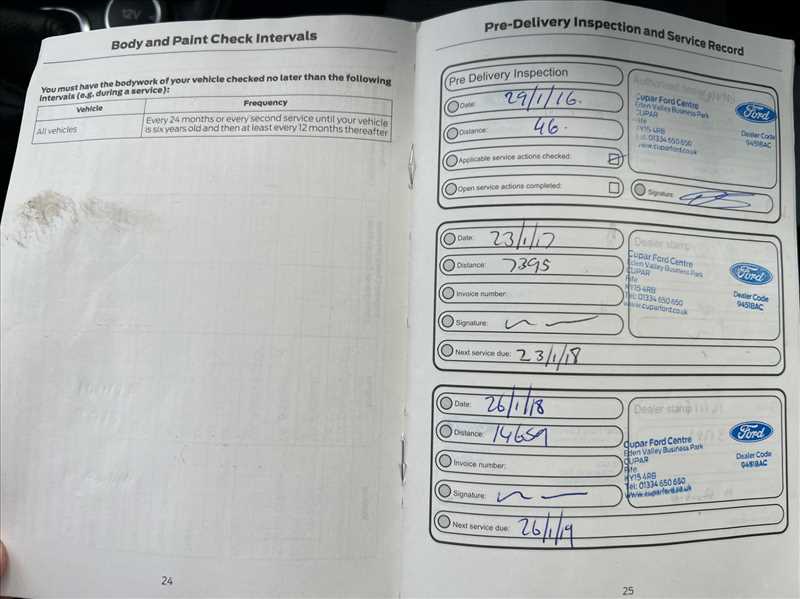 12V
Body and Paint Check Intervals
You must have the bodywork of your vehicle checked no later than the following
intervals (e.g. during a service):
Vehicle Frequency
All vehicles Every 24 months or every second service until your vehicle
is six years old and then at least every 12 months thereafter
24
Pre-Delivery Inspection and Service Record
Pre Delivery Inspection
Date: 29/1/16.
Distance: 46.
Applicable service actions checked:
Open service actions completed:
Cupar Ford Centre
Eden Valley Business Park
CUPAR
Fife
KY15 4RB
Tel: 01334 650 650
www.cuparford.co.uk
Ford
Dealer Code
94518AC
Signature:
Date: 23/1/17
Distance: 7395
Invoice number:
Signature:
Next service due: 23/1/18
Dealer stamp
Cupar Ford Centre
Eden Valley Business Park
CUPAR
Fife
KY15 4RB
Tel: 01334 650 650
www.cuparford.co.uk
Ford
Dealer Code
94518AC
Date: 26/1/18
Distance: 14659
Invoice number:
Signature:
Next service due: 26/1/19
Dealer stamp
Cupar Ford Centre
Eden Valley Business Park
CUPAR
Fife
KY15 4RB
Tel: 01334 650 650
www.cuparford.co.uk
Ford
Dealer Code
94518AC
25